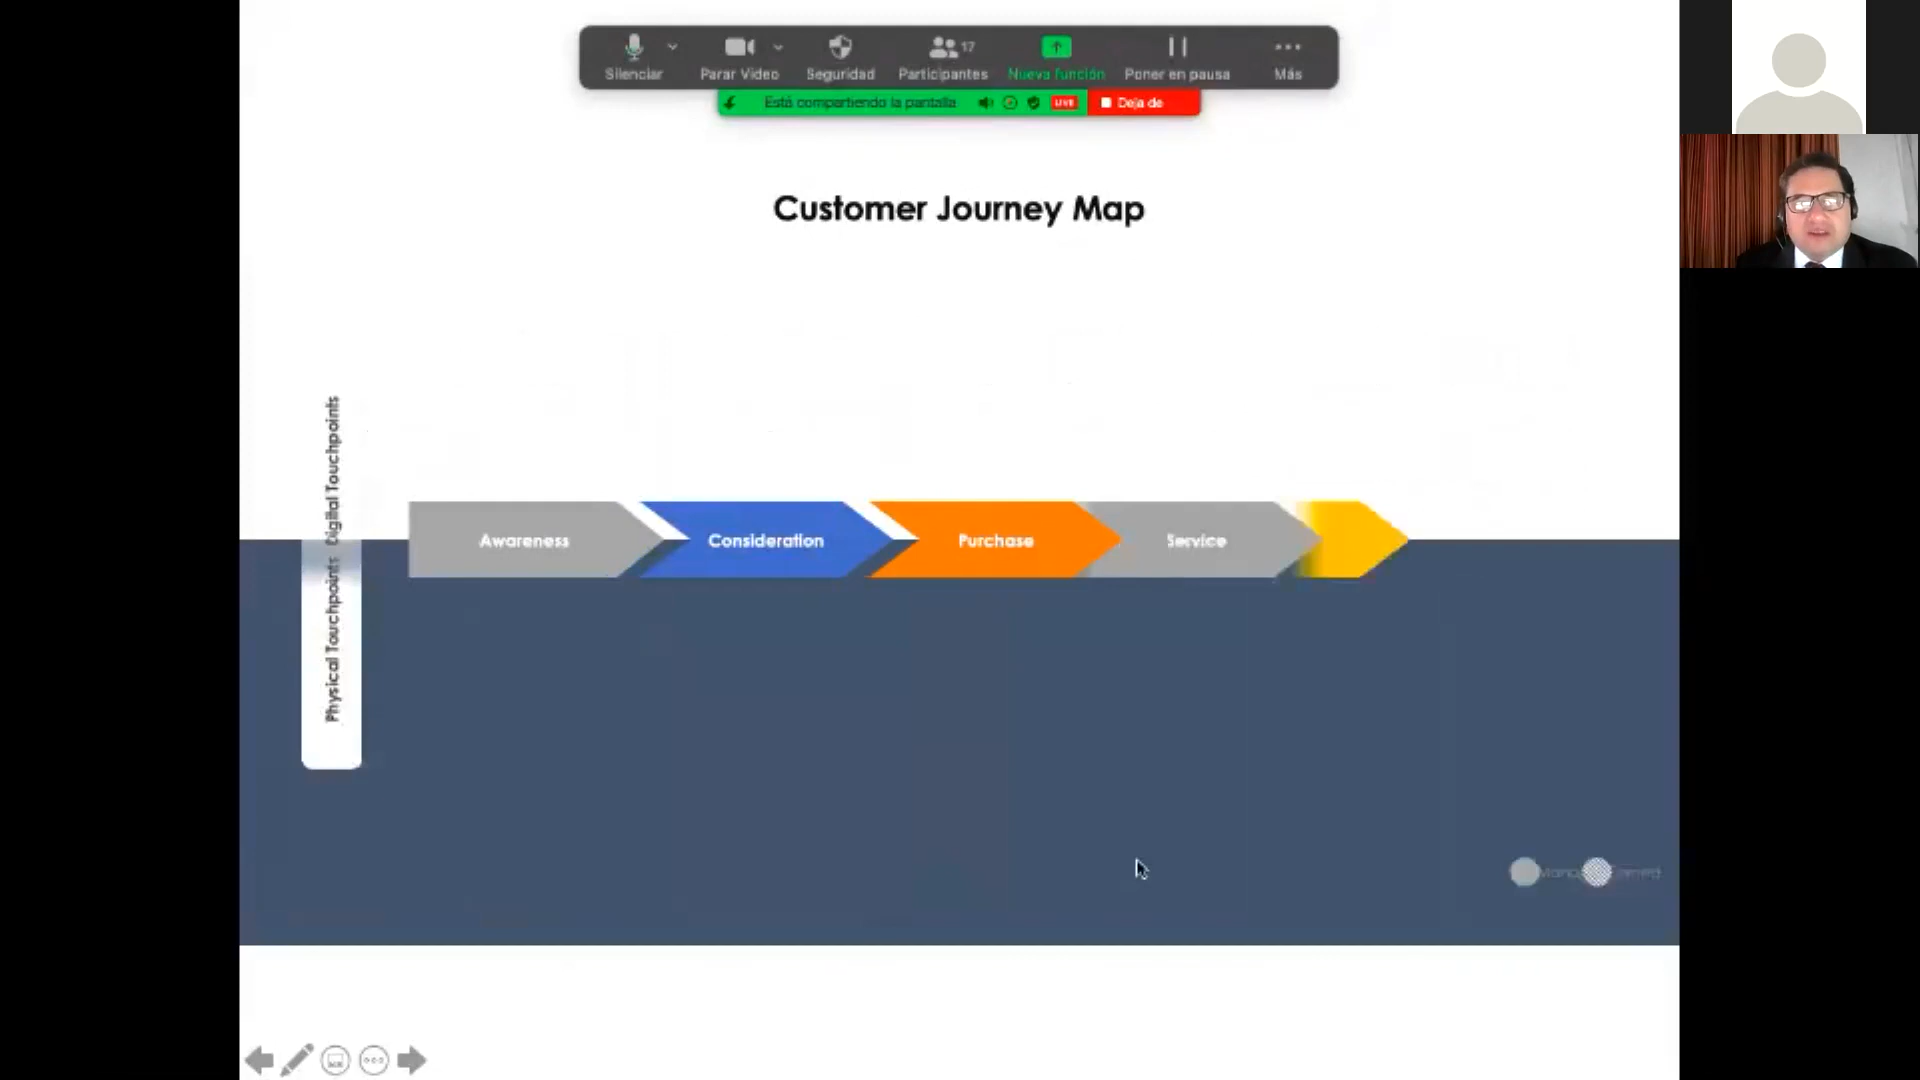 Silenciar
Parar Video
Seguridad
17
Participantes
Nueva función
Poner en pausa
Más
Está compartiendo la pantalla
LIVE
Deja de
Customer Journey Map
Digital Touchpoints
Physical Touchpoints
Awareness
Consideration
Purchase
Service